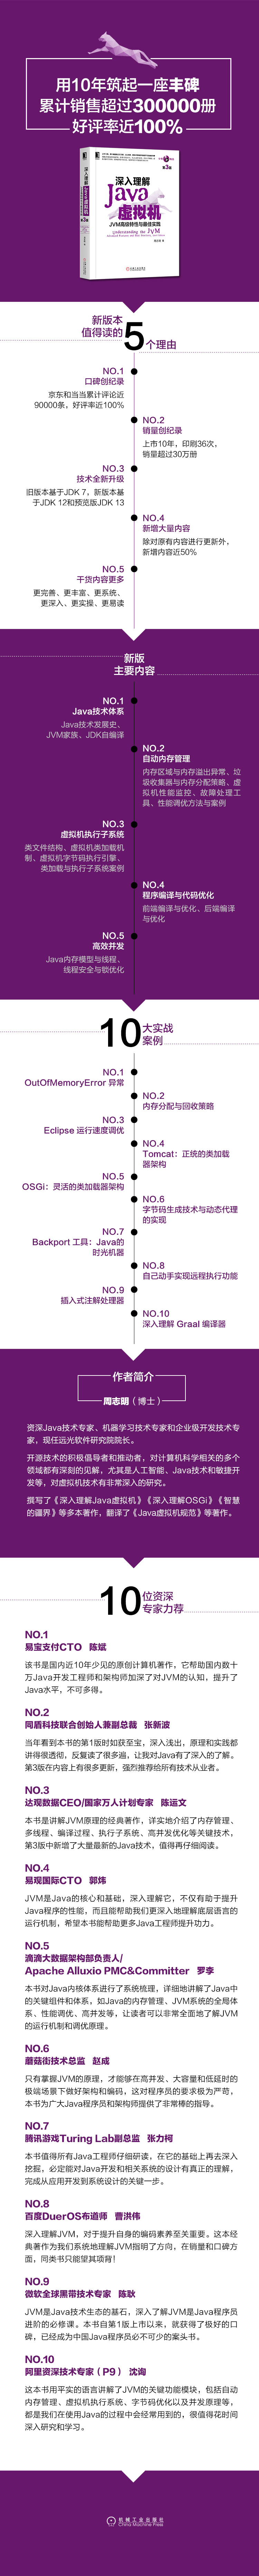 用10年筑起一座丰碑
累计销售超过300000册
好评率近100%
第3版
深入理解
Java
虚拟机
JVM高级特性与最佳实践
Understanding the JVM
周志明 著
新版本
值得读的
5
个理由
NO.1
口碑创纪录
京东和当当累计评论近
90000条，好评率近100%
NO.2
销量创纪录
上市10年，印刷36次，
销量超过30万册
NO.3
技术全新升级
旧版本基于JDK 7，新版本基
于JDK 12和预览版JDK 13
NO.4
新增大量内容
除对原有内容进行更新外，
新增内容近50%
NO.5
干货内容更多
更完善、更丰富、更系统、
更深入、更实操、更易读
新版
主要内容
NO.1
Java技术体系
Java技术发展史、
JVM家族、JDK自编译
NO.2
自动内存管理
内存区域与内存溢出异常、垃
圾收集器与内存分配策略、虚
拟机性能监控、故障处理工
具、性能调优方法与案例
NO.3
虚拟机执行子系统
类文件结构、虚拟机类加载机
制、虚拟机字节码执行引擎、
类加载与执行子系统案例
NO.4
程序编译与代码优化
前端编译与优化、后端编译
与优化
NO.5
高效并发
Java内存模型与线程、
线程安全与锁优化
10
大实战
案例
NO.1
OutOfMemoryError 异常
NO.2
内存分配与回收策略
NO.3
Eclipse 运行速度调优
NO.4
Tomcat：正统的类加载
器架构
NO.5
OSGi：灵活的类加载器架构
NO.6
字节码生成技术与动态代理
的实现
NO.7
Backport 工具：Java的
时光机器
NO.8
自己动手实现远程执行功能
NO.9
插入式注解处理器
NO.10
深入理解 Graal 编译器
作者简介
周志明（博士）
资深Java技术专家、机器学习技术专家和企业级开发技术专
家，现任远光软件研究院院长。
开源技术的积极倡导者和推动者，对计算机科学相关的多个
领域都有深刻的见解，尤其是人工智能、Java技术和敏捷开
发等，对虚拟机技术有非常深入的研究。
撰写了《深入理解Java虚拟机》《深入理解OSGi》《智慧
的疆界》等多本著作，翻译了《Java虚拟机规范》等著作。
10
位资深
专家力荐
NO.1
易宝支付CTO 陈斌
该书是国内近10年少见的原创计算机著作，它帮助国内数十
万Java开发工程师和架构师加深了对JVM的认知，提升了
Java水平，不可多得。
NO.2
同盾科技联合创始人兼副总裁 张新波
当年看到本书的第1版时如获至宝，深入浅出，原理和实践都
讲得很透彻，反复读了很多遍，让我对Java有了深入的了解。
第3版在内容上有很多更新，强烈推荐给所有技术从业者。
NO.3
达观数据CEO/国家万人计划专家 陈运文
本书是讲解JVM原理的经典著作，详实地介绍了内存管理、
多线程、编译过程、执行子系统、高并发优化等关键技术，
第3版中新增了大量最新的Java技术，值得再仔细阅读。
NO.4
易观国际CTO 郭炜
JVM是Java的核心和基础，深入理解它，不仅有助于提升
Java程序的性能，而且能帮助我们更深入地理解底层语言的
运行机制，希望本书能帮助更多Java工程师提升功力。
NO.5
滴滴大数据架构部负责人/
Apache Alluxio PMC&Committer 罗李
本书对Java内核体系进行了系统梳理，详细地讲解了Java中
的关键组件和体系，如Java的内存管理、JVM系统的全局体
系、性能调优、高并发等，让读者可以非常全面地了解JVM
的运行机制和调优原理。
NO.6
蘑菇街技术总监 赵成
只有掌握JVM的原理，才能够在高并发、大容量和低延时的
极端场景下做好架构和编码，这对程序员的要求极为严苛，
本书为广大Java程序员和架构师提供了非常棒的指导。
NO.7
腾讯游戏Turing Lab副总监 张力柯
本书值得所有Java工程师仔细研读，在它的基础上再去深入
挖掘，必定能对Java开发和相关系统的设计有真正的理解，
完成从应用开发到系统设计的关键一步。
NO.8
百度DuerOS布道师 曹洪伟
深入理解JVM，对于提升自身的编码素养至关重要。这本经
典著作为我们系统地理解JVM指明了方向，在销量和口碑方
面，同类书只能望其项背！
NO.9
微软全球黑带技术专家 陈耿
JVM是Java技术生态的基石，深入了解JVM是Java程序员
进阶的必修课。本书自第1版上市以来，就获得了极好的口
碑，已经成为中国Java程序员必不可少的案头书。
NO.10
阿里资深技术专家（P9） 沈询
这本书用平实的语言讲解了JVM的关键功能模块，包括自动
内存管理、虚拟机执行系统、字节码优化以及并发原理等，
都是我们在使用Java的过程中会经常用到的，很值得花时间
深入研究和学习。
机械工业出版社
China Machine Press